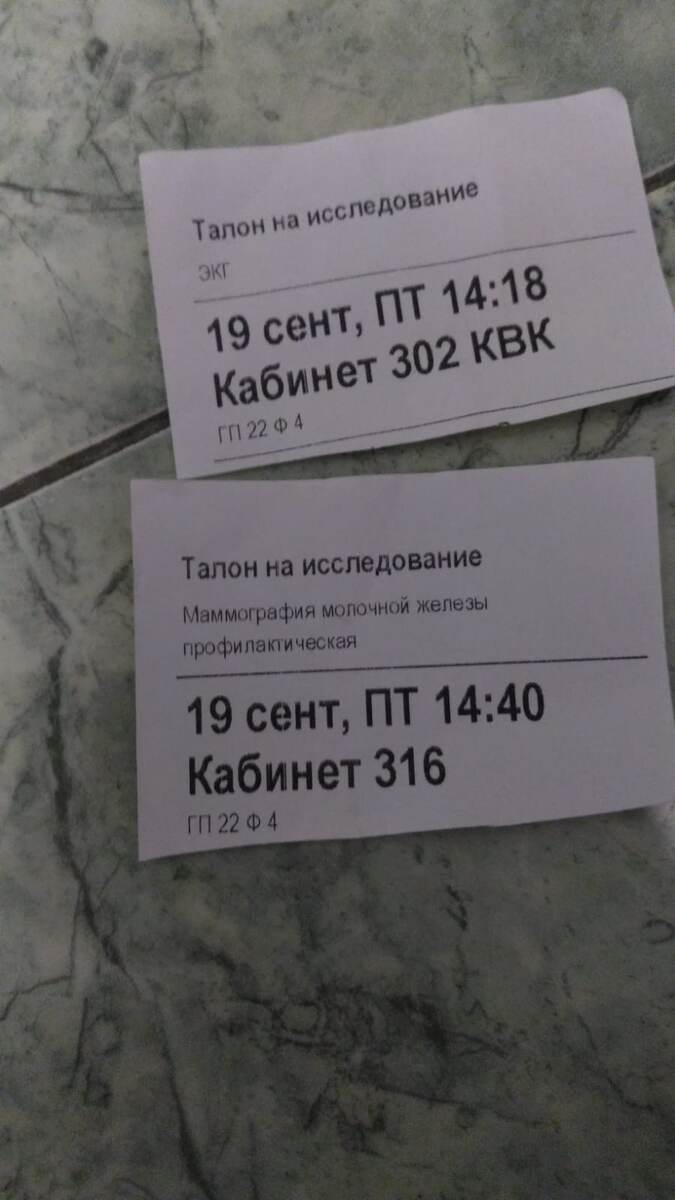 Талон на исследование
ЭКГ
19 сент, ПТ 14:18
Кабинет 302 КВК
ГП 22 Ф 4
Талон на исследование
Маммография молочной железы
профилактическая
19 сент, ПТ 14:40
Кабинет 316
ГП 22 Ф 4